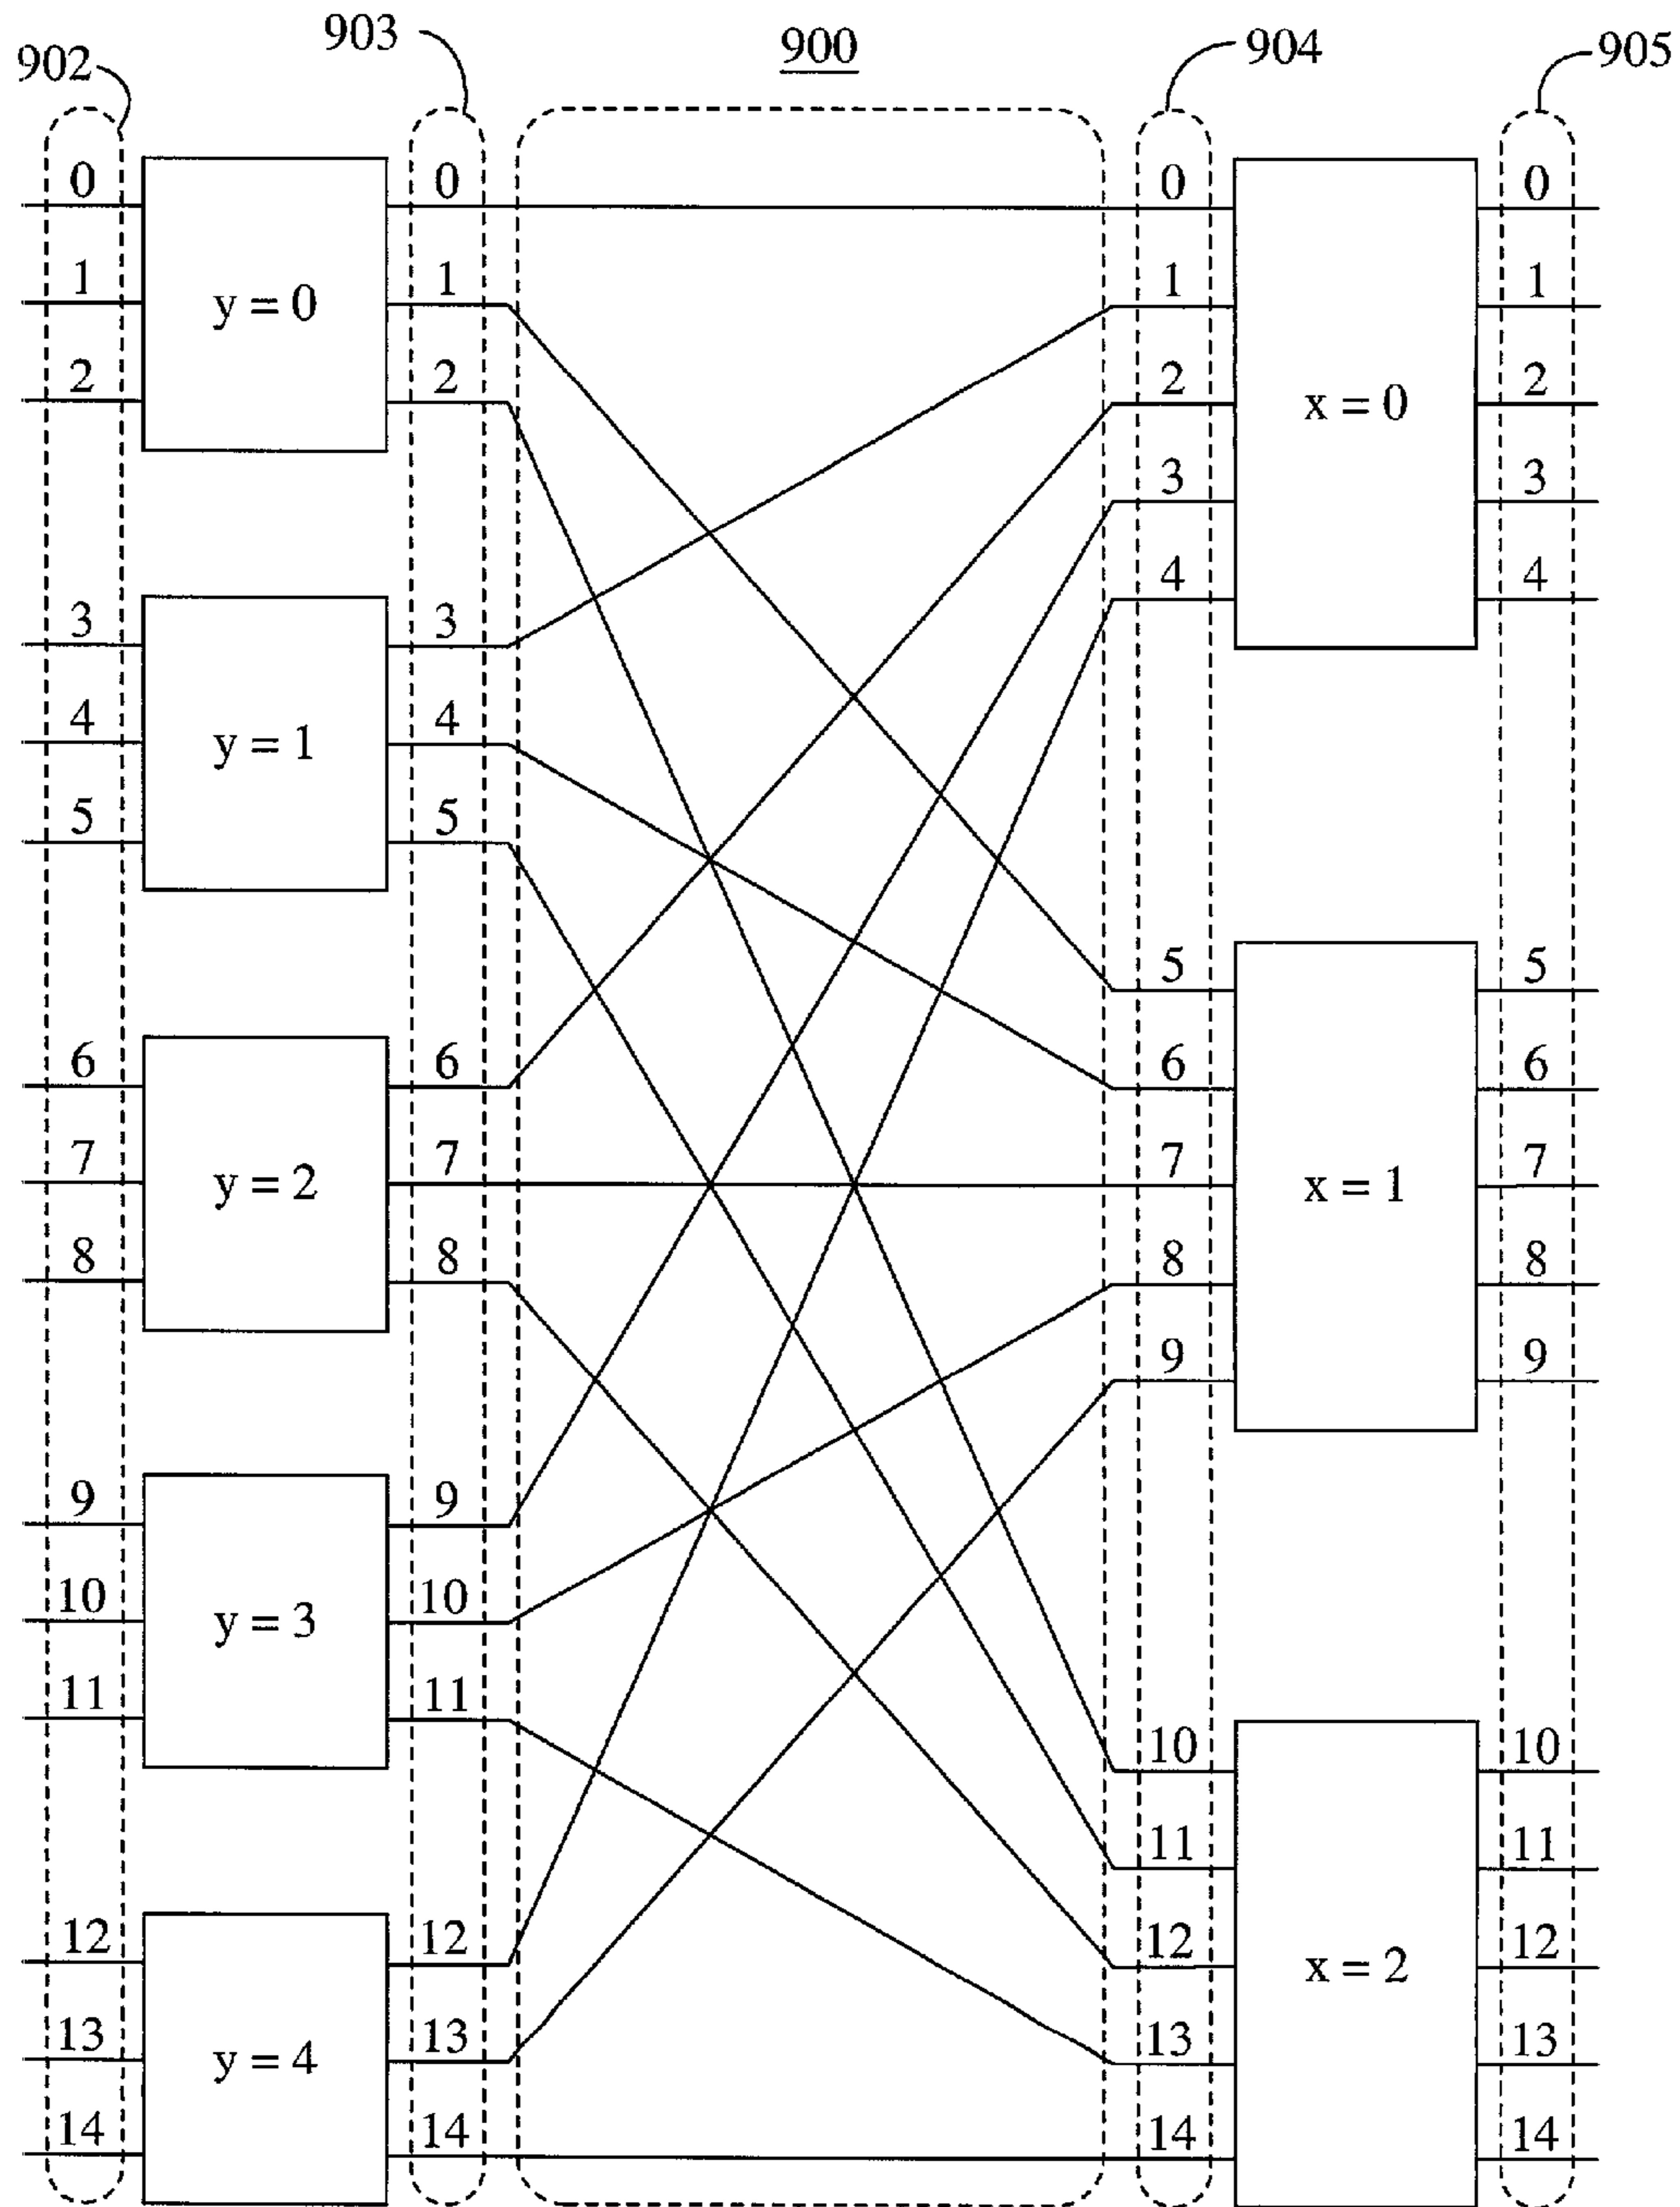 902
903
900
904
905
0 0 0 0
1 y = 0 1 1 1
2 2 2 x = 0 2
3 3
4 4
3 3
4 y = 1 4
5 5
5 5
6 6 6 6
7 y = 2 7 7 x = 1 7
8 8 8 8
9 9
9 9
10 y = 3 10
11 11
10 10
11 11
12 12 12 x = 2 12
13 y = 4 13 13 13
14 14 14 14